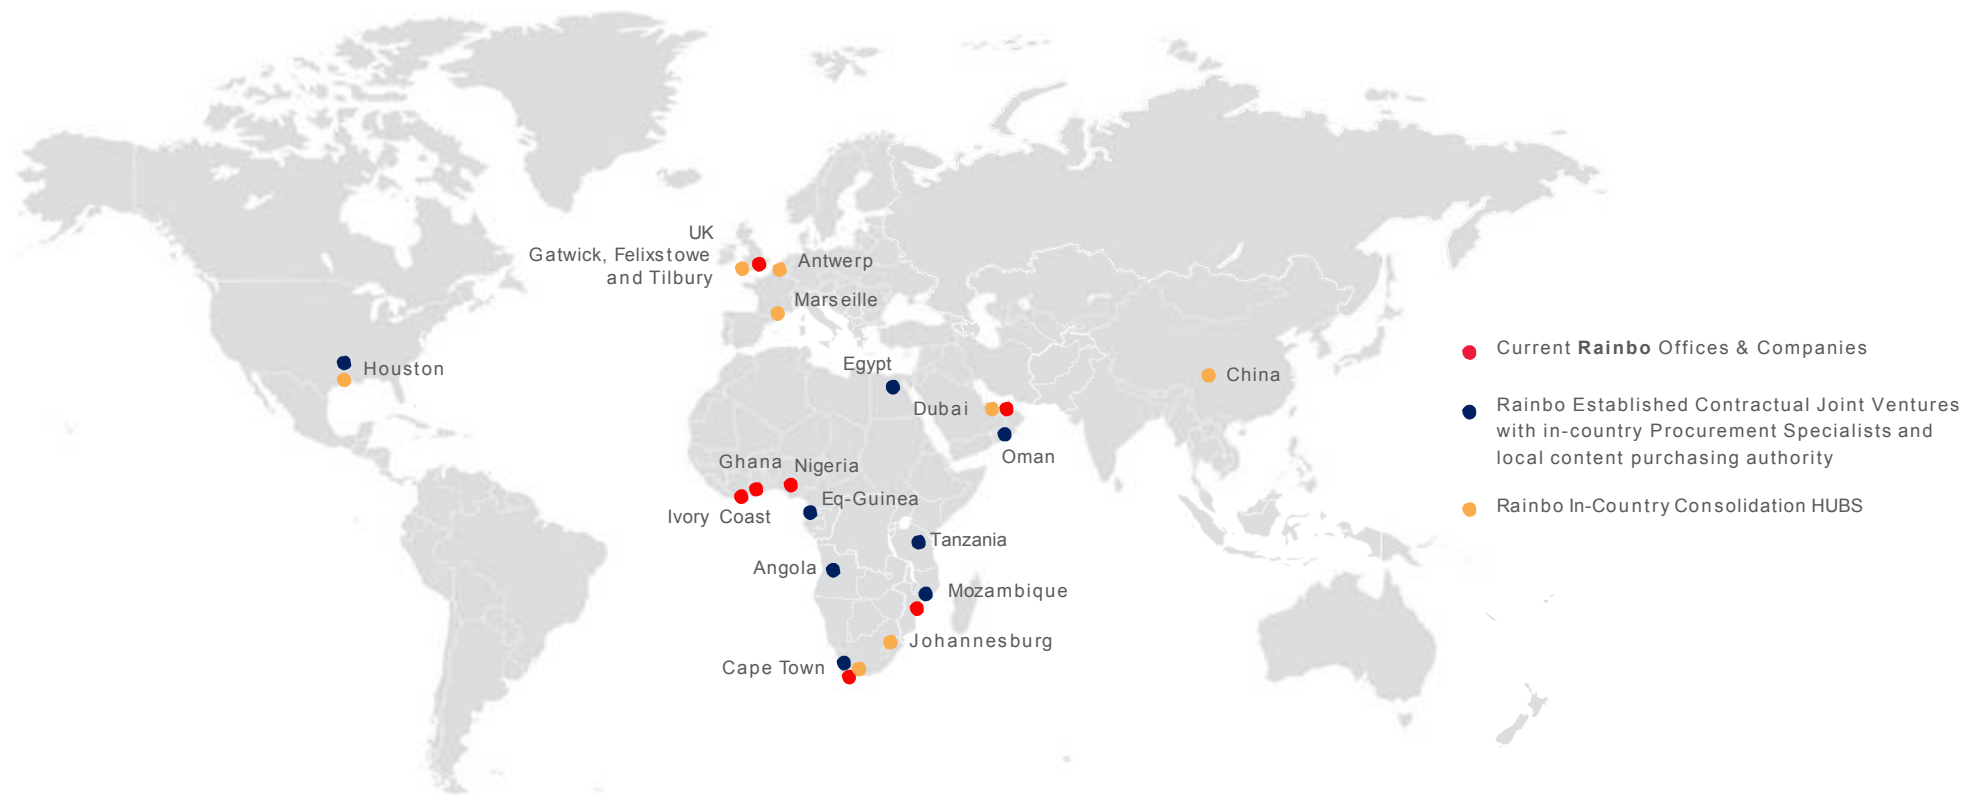 UK
Gatwick, Felixstowe
and Tilbury
Antwerp
Marseille
Houston
Egypt
Dubai
Oman
China
Ghana
Nigeria
Ivory Coast
Eq-Guinea
Tanzania
Angola
Mozambique
Johannesburg
Cape Town
Current Rainbo Offices & Companies
Rainbo Established Contractual Joint Ventures
with in-country Procurement Specialists and
local content purchasing authority
Rainbo In-Country Consolidation HUBS